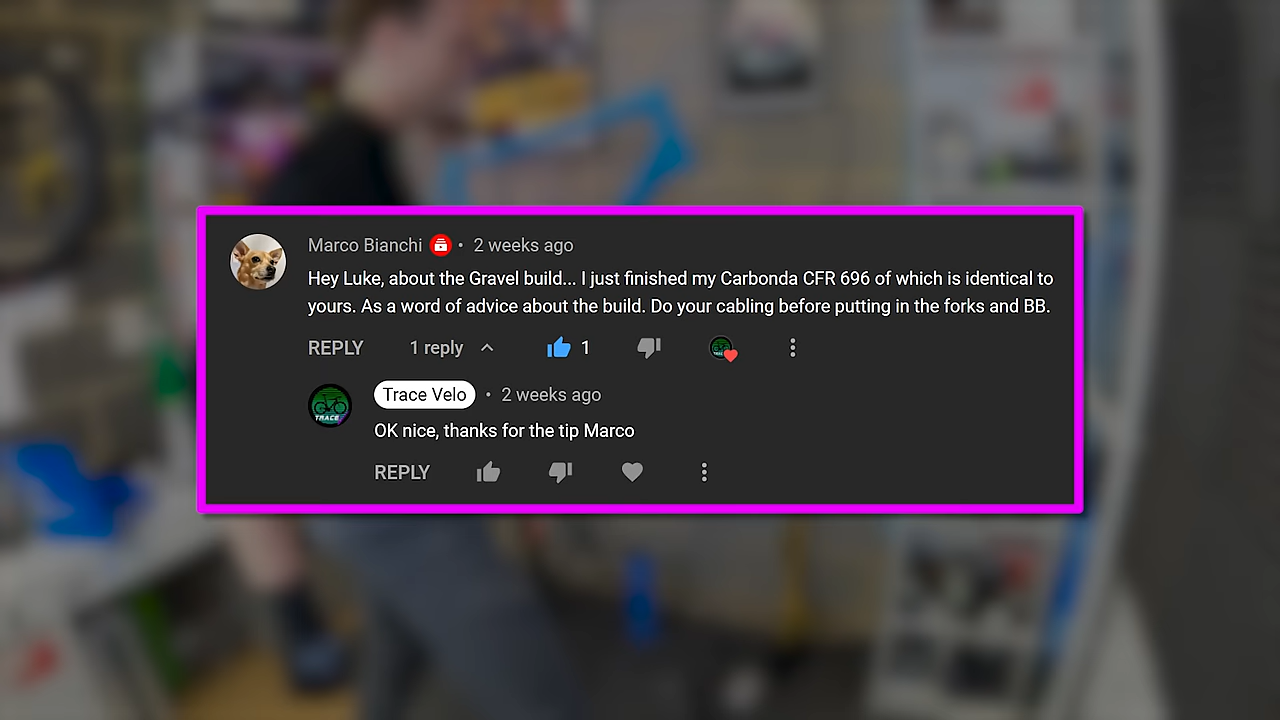 Marco Bianchi • 2 weeks ago
Hey Luke, about the Gravel build... I just finished my Carbonda CFR 696 of which is identical to
yours. As a word of advice about the build. Do your cabling before putting in the forks and BB.
REPLY 1 reply 1
Trace Velo • 2 weeks ago
TRACE
OK nice, thanks for the tip Marco
REPLY